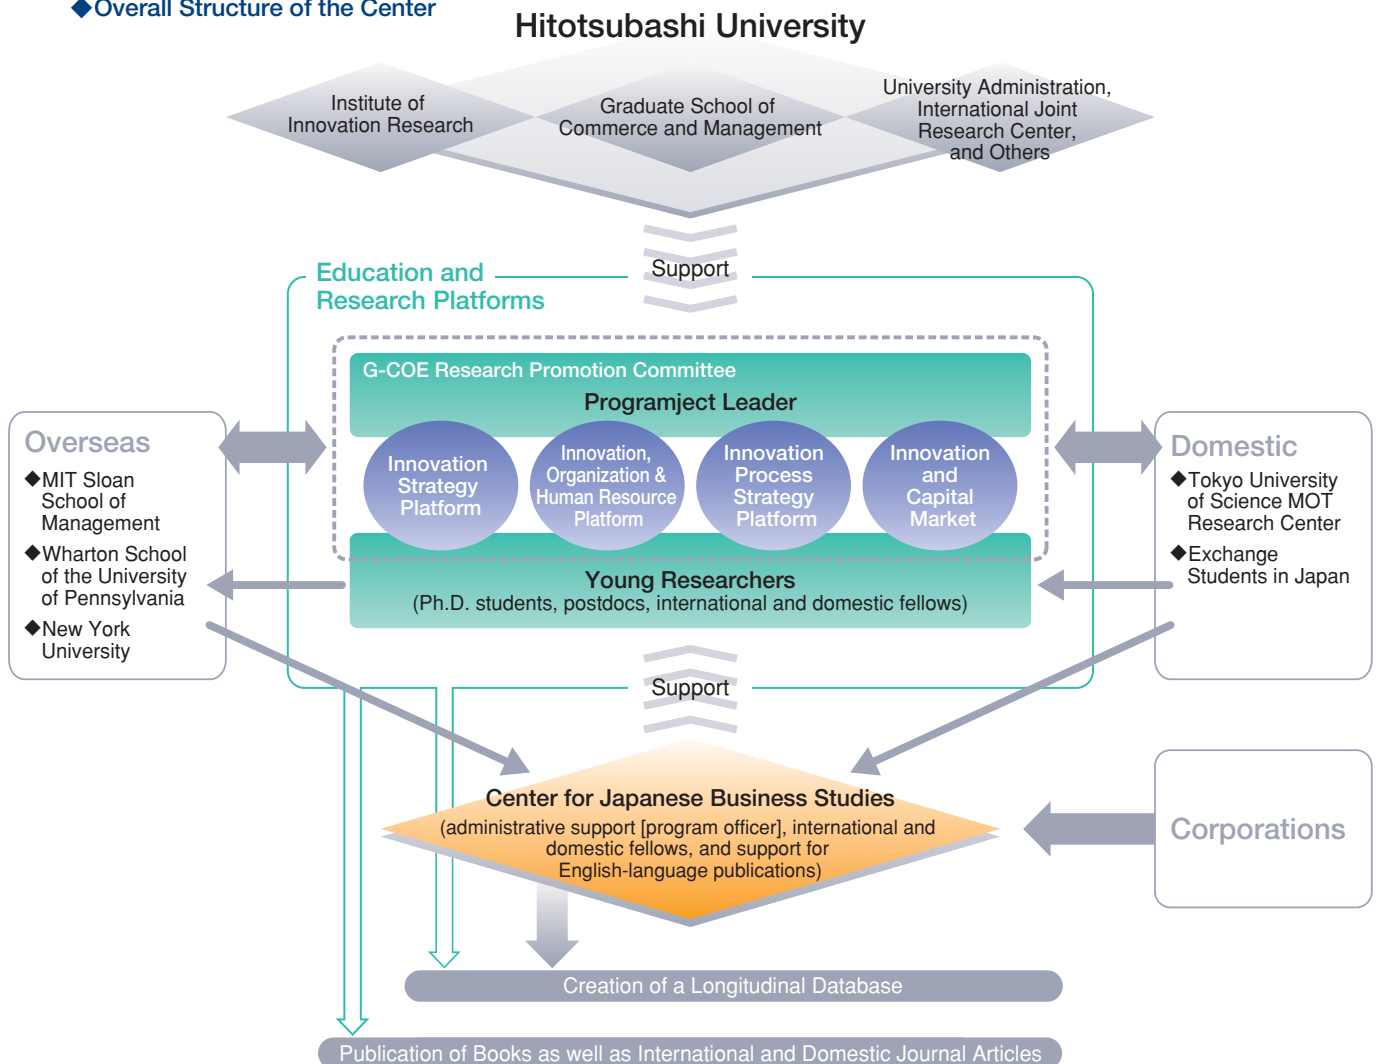 ◆Overall Structure of the Center
Hitotsubashi University
Institute of
Innovation Research
Graduate School of
Commerce and Management
University Administration,
International Joint
Research Center,
and Others
Support
Education and
Research Platforms
G-COE Research Promotion Committee
Programject Leader
Innovation
Strategy
Platform
Innovation,
Organization &
Human Resource
Platform
Innovation
Process
Strategy
Platform
Innovation
and
Capital
Market
Young Researchers
(Ph.D. students, postdocs, international and domestic fellows)
Overseas
◆MIT Sloan
School of
Management
◆Wharton School
of the University
of Pennsylvania
◆New York
University
Domestic
◆Tokyo University
of Science MOT
Research Center
◆Exchange
Students in Japan
Support
Center for Japanese Business Studies
(administrative support [program officer], international and
domestic fellows, and support for
English-language publications)
Corporations
Creation of a Longitudinal Database
Publication of Books as well as International and Domestic Journal Articles